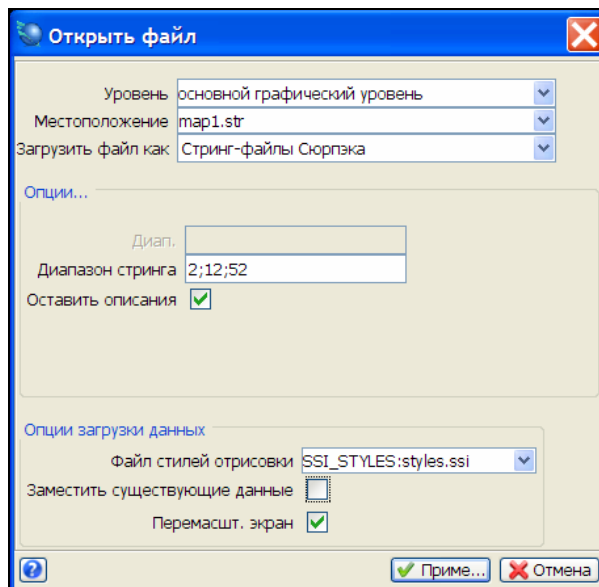 Открыть файл
Уровень основной графический уровень
Местоположение map1.str
Загрузить файл как Стринг-файлы Сюрпэка
Опции...
Диап.
Диапазон стринга 2;12;52
Оставить описания
Опции загрузки данных
Файл стилей отрисовки SSI_STYLES:styles.ssi
Заместить существующие данные
Перемасшт. экран
? Приме... Отмена